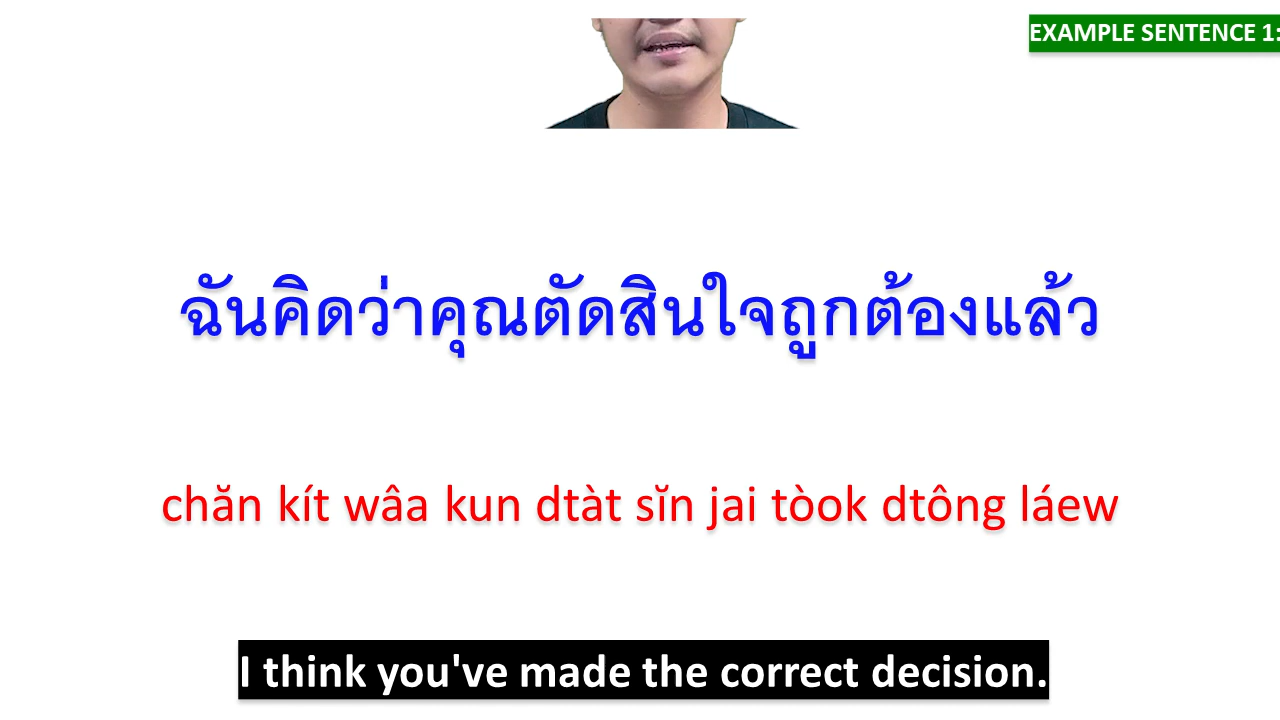 EXAMPLE SENTENCE 1:
ฉันคิดว่าคุณตัดสินใจถูกต้องแล้ว
chăn kít wâa kun dtàt sĭn jai tòok dtông láew
I think you've made the correct decision.